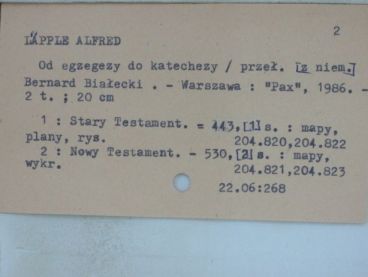 2
LÄPPLE ALFRED
Od egzegezy do katechezy / przeł. [z niem.]
Bernard Białecki . - Warszawa : "Pax", 1986. -
2 t. ; 20 cm
1 : Stary Testament. = 443,[1]s. : mapy,
plany, rys. 204.820,204.822
2 : Nowy Testament. - 530,[2]s. : mapy,
wykr. 204.821,204.823
22.06:268